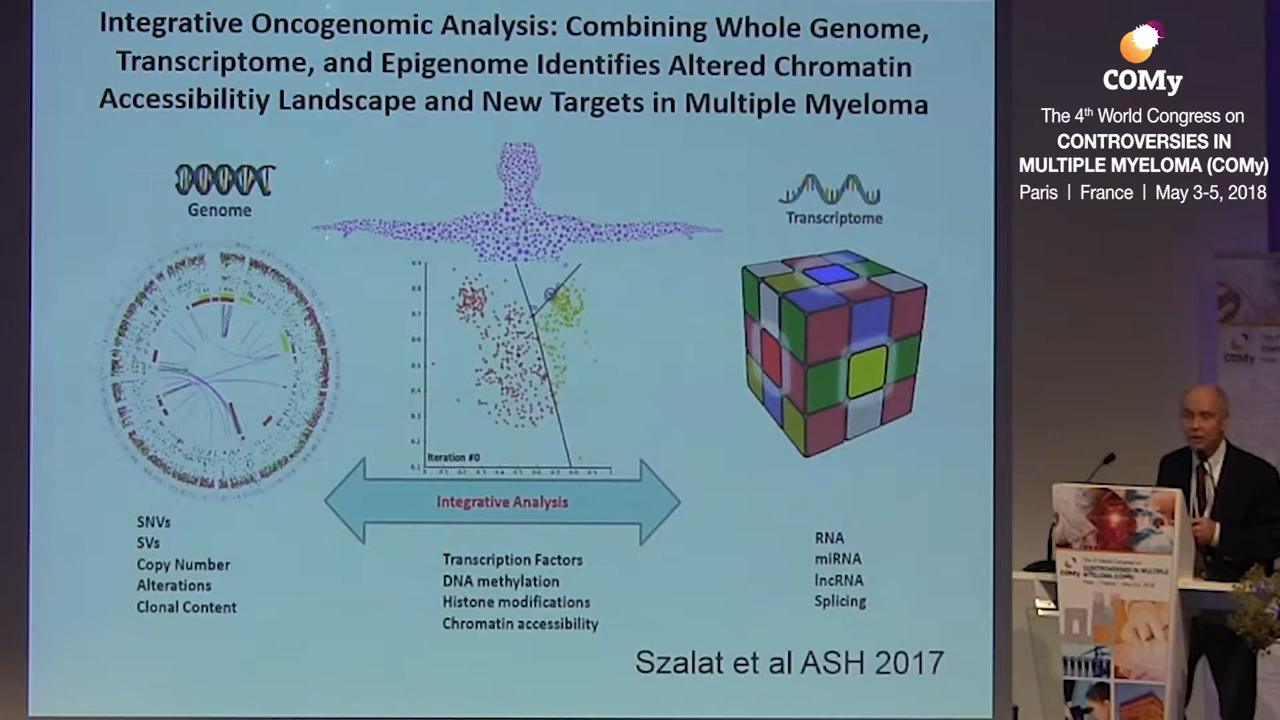 Integrative Oncogenomic Analysis: Combining Whole Genome,
Transcriptome, and Epigenome Identifies Altered Chromatin
Accessibilitiy Landscape and New Targets in Multiple Myeloma
Genome
Transcriptome
Iteration #0
Integrative Analysis
SNVs
SVs
Copy Number
Alterations
Clonal Content
Transcription Factors
DNA methylation
Histone modifications
Chromatin accessibility
RNA
miRNA
lncRNA
Splicing
Szalat et al ASH 2017
COMy
The 4th World Congress on
CONTROVERSIES IN
MULTIPLE MYELOMA (COMy)
Paris | France | May 3-5, 2018
COMy
COMy